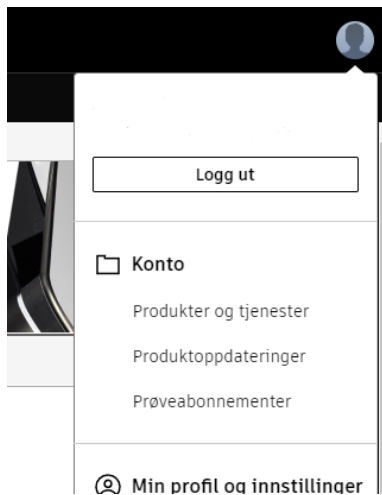 Logg ut
Konto
Produkter og tjenester
Produktoppdateringer
Prøveabonnementer
Min profil og innstillinger